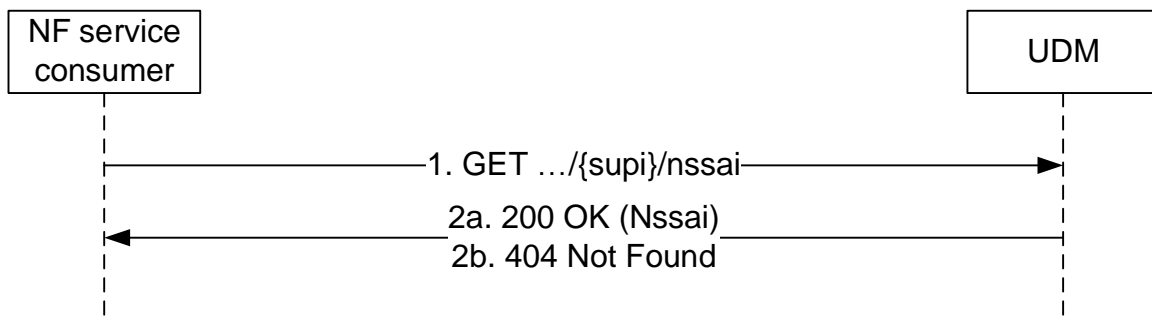 NF service
consumer
UDM
1. GET …/{supi}/nssai
2a. 200 OK (Nssai)
2b. 404 Not Found